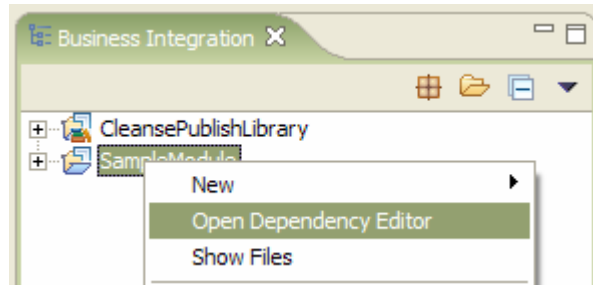 Business Integration
CleansePublishLibrary
SampleModule
New
Open Dependency Editor
Show Files